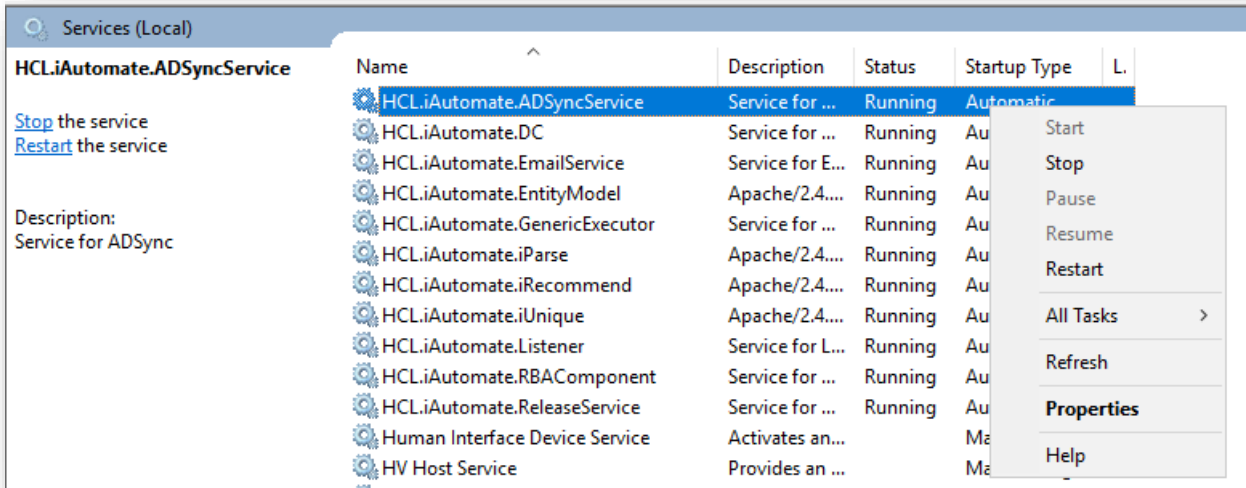 Services (Local)
HCL.iAutomate.ADSyncService
Stop the service
Restart the service
Description:
Service for ADSync
Name Description Status Startup Type L.
HCL.iAutomate.ADSyncService Service for ... Running Automatic
HCL.iAutomate.DC Service for ... Running Au
HCL.iAutomate.EmailService Service for E... Running Au
HCL.iAutomate.EntityModel Apache/2.4.... Running Au
HCL.iAutomate.GenericExecutor Service for ... Running Au
HCL.iAutomate.iParse Apache/2.4.... Running Au
HCL.iAutomate.iRecommend Apache/2.4.... Running Au
HCL.iAutomate.iUnique Apache/2.4.... Running Au
HCL.iAutomate.Listener Service for L... Running Au
HCL.iAutomate.RBAComponent Service for ... Running Au
HCL.iAutomate.ReleaseService Service for ... Running Au
Human Interface Device Service Activates an... Ma
HV Host Service Provides an ... Ma
Start
Stop
Pause
Resume
Restart
All Tasks >
Refresh
Properties
Help